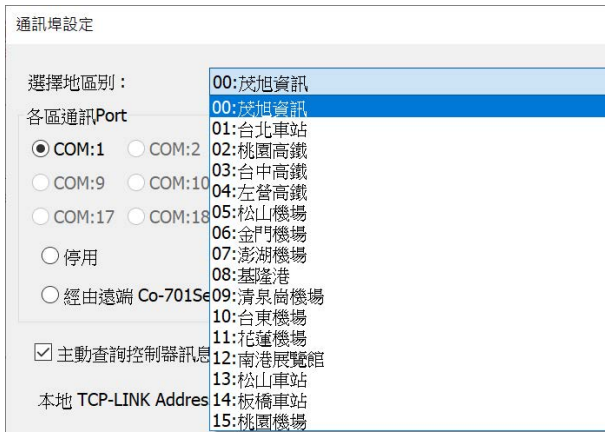 通訊埠設定
選擇地區別：
00:茂旭資訊
各區通訊Port
00:茂旭資訊
01:台北車站
COM:1 COM:2
02:桃園高鐵
03:台中高鐵
COM:9 COM:10
04:左營高鐵
05:松山機場
COM:17 COM:18
06:金門機場
07:澎湖機場
停用
08:基隆港
經由遠端 Co-701Se
09:清泉崗機場
10:台東機場
11:花蓮機場
主動查詢控制器訊息
12:南港展覽館
13:松山車站
本地 TCP-LINK Addres
14:板橋車站
15:桃園機場